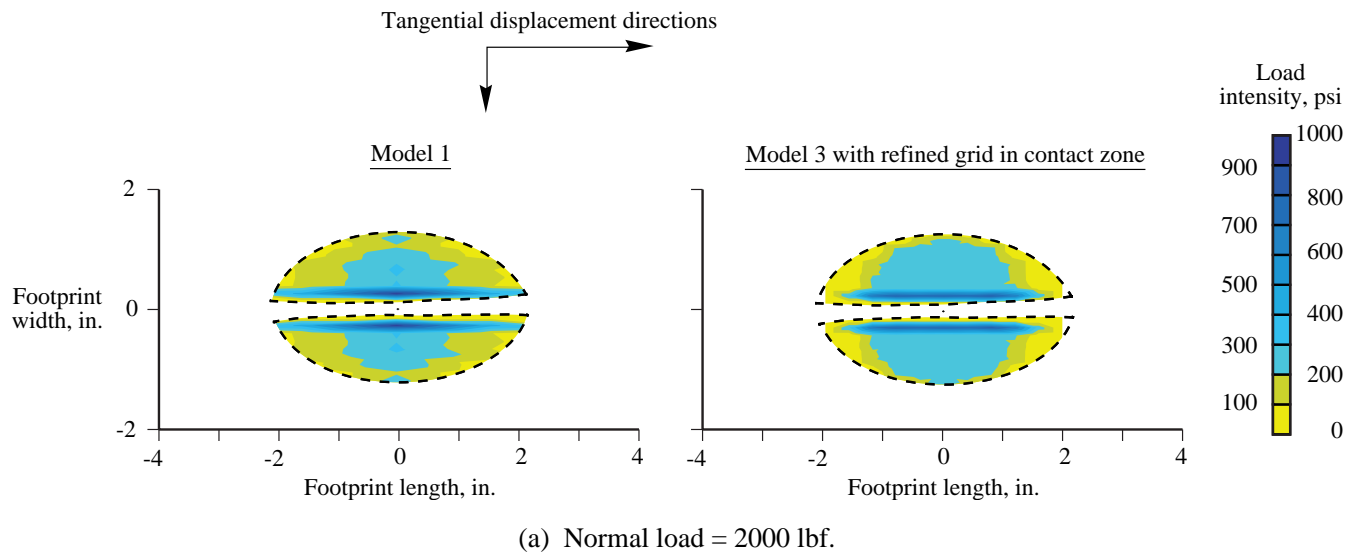 Tangential displacement directions
Load
intensity, psi
Model 1
Model 3 with refined grid in contact zone
1000
900
800
700
600
500
400
300
200
100
0
Footprint
width, in.
2
0
-2
-4
-2
0
2
4
Footprint length, in.
-4
-2
0
2
4
Footprint length, in.
(a) Normal load = 2000 lbf.